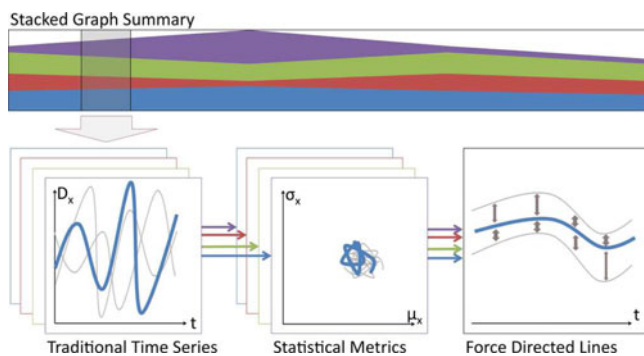 Stacked Graph Summary
Dx
t
Traditional Time Series
σx
μx
Statistical Metrics
t
Force Directed Lines